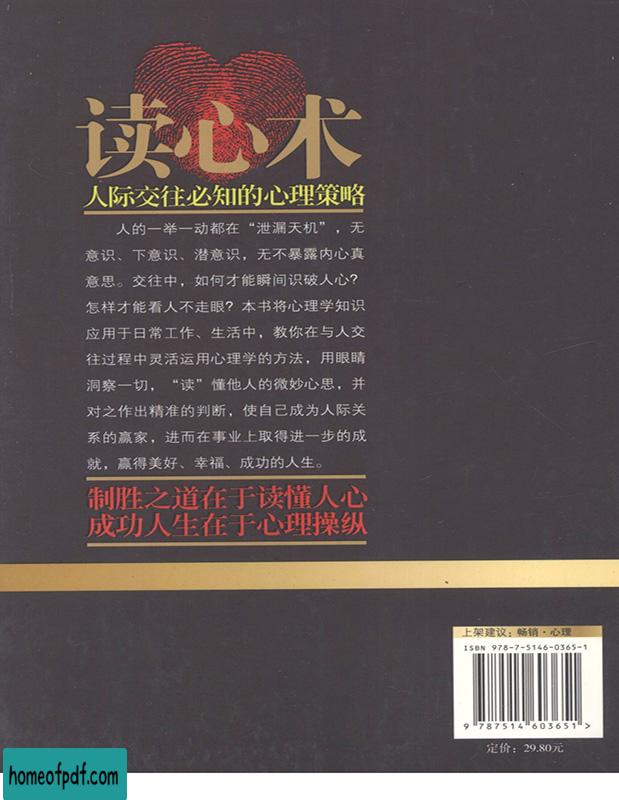 读心术
人际交往必知的心理策略
人的一举一动都在“泄漏天机”，无
意识、下意识、潜意识，无不暴露内心真
意思。交往中，如何才能瞬间识破人心？
怎样才能看人不走眼？本书将心理学知识
应用于日常工作、生活中，教你在与人交
往过程中灵活运用心理学的方法，用眼睛
洞察一切，“读”懂他人的微妙心思，并
对之作出精准的判断，使自己成为人际关
系的赢家，进而在事业上取得进一步的成
就，赢得美好、幸福、成功的人生。
制胜之道在于读懂人心
成功人生在于心理操纵
上架建议：畅销·心理
ISBN 978-7-5146-0365-1
9 787514 603651 >
定价：29.80元
homeofpdf.com